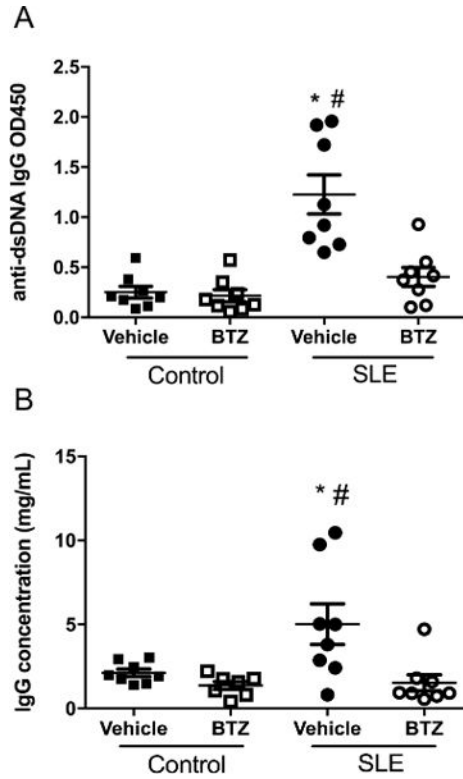 A
anti-dsDNA IgG OD450
2.5
2.0
1.5
1.0
0.5
0.0
* #
Vehicle BTZ Vehicle BTZ
Control SLE
B
IgG concentration (mg/mL)
15
10
5
0
* #
Vehicle BTZ Vehicle BTZ
Control SLE